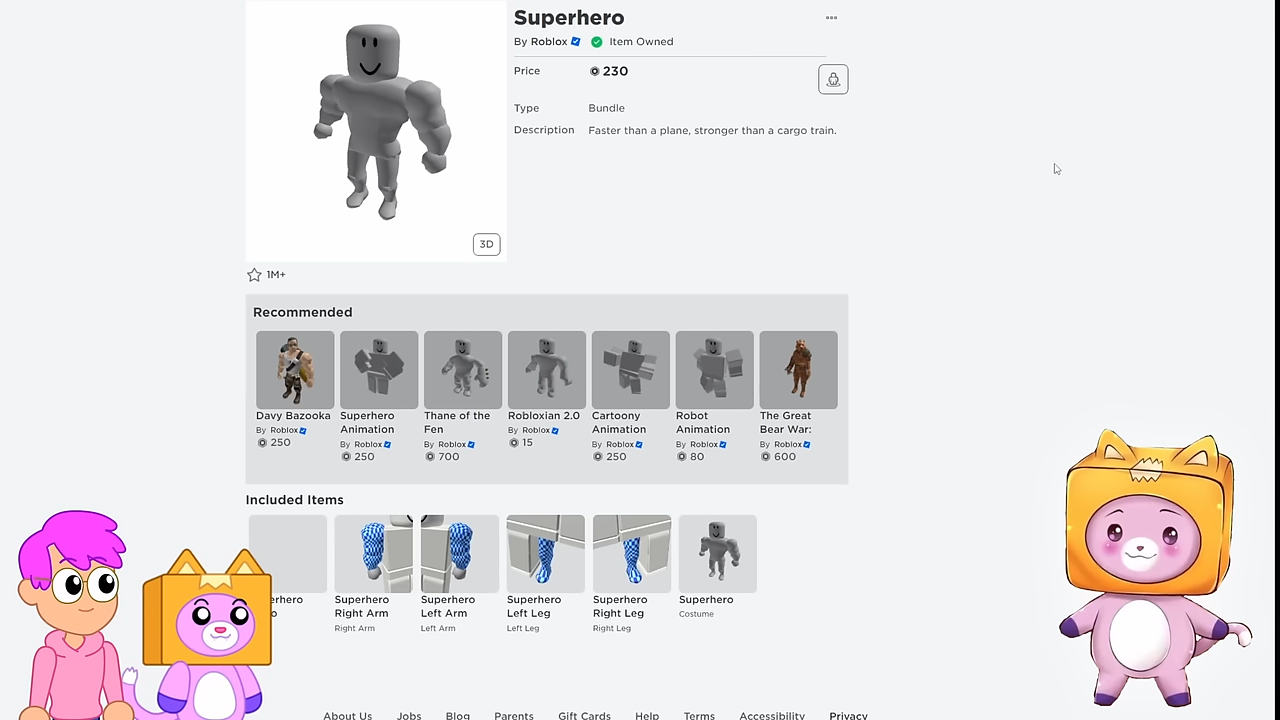 Superhero
By Roblox Item Owned
Price 230
Type Bundle
Description Faster than a plane, stronger than a cargo train.
3D
1M+
Recommended
Davy Bazooka
By Roblox
250
Superhero
Animation
By Roblox
250
Thane of the
Fen
By Roblox
700
Robloxian 2.0
By Roblox
15
Cartoony
Animation
By Roblox
250
Robot
Animation
By Roblox
80
The Great
Bear War:
By Roblox
600
Included Items
erhero
o
Superhero
Right Arm
Right Arm
Superhero
Left Arm
Left Arm
Superhero
Left Leg
Left Leg
Superhero
Right Leg
Right Leg
Superhero
Costume
About Us Jobs Blog Parents Gift Cards Help Terms Accessibility Privacy